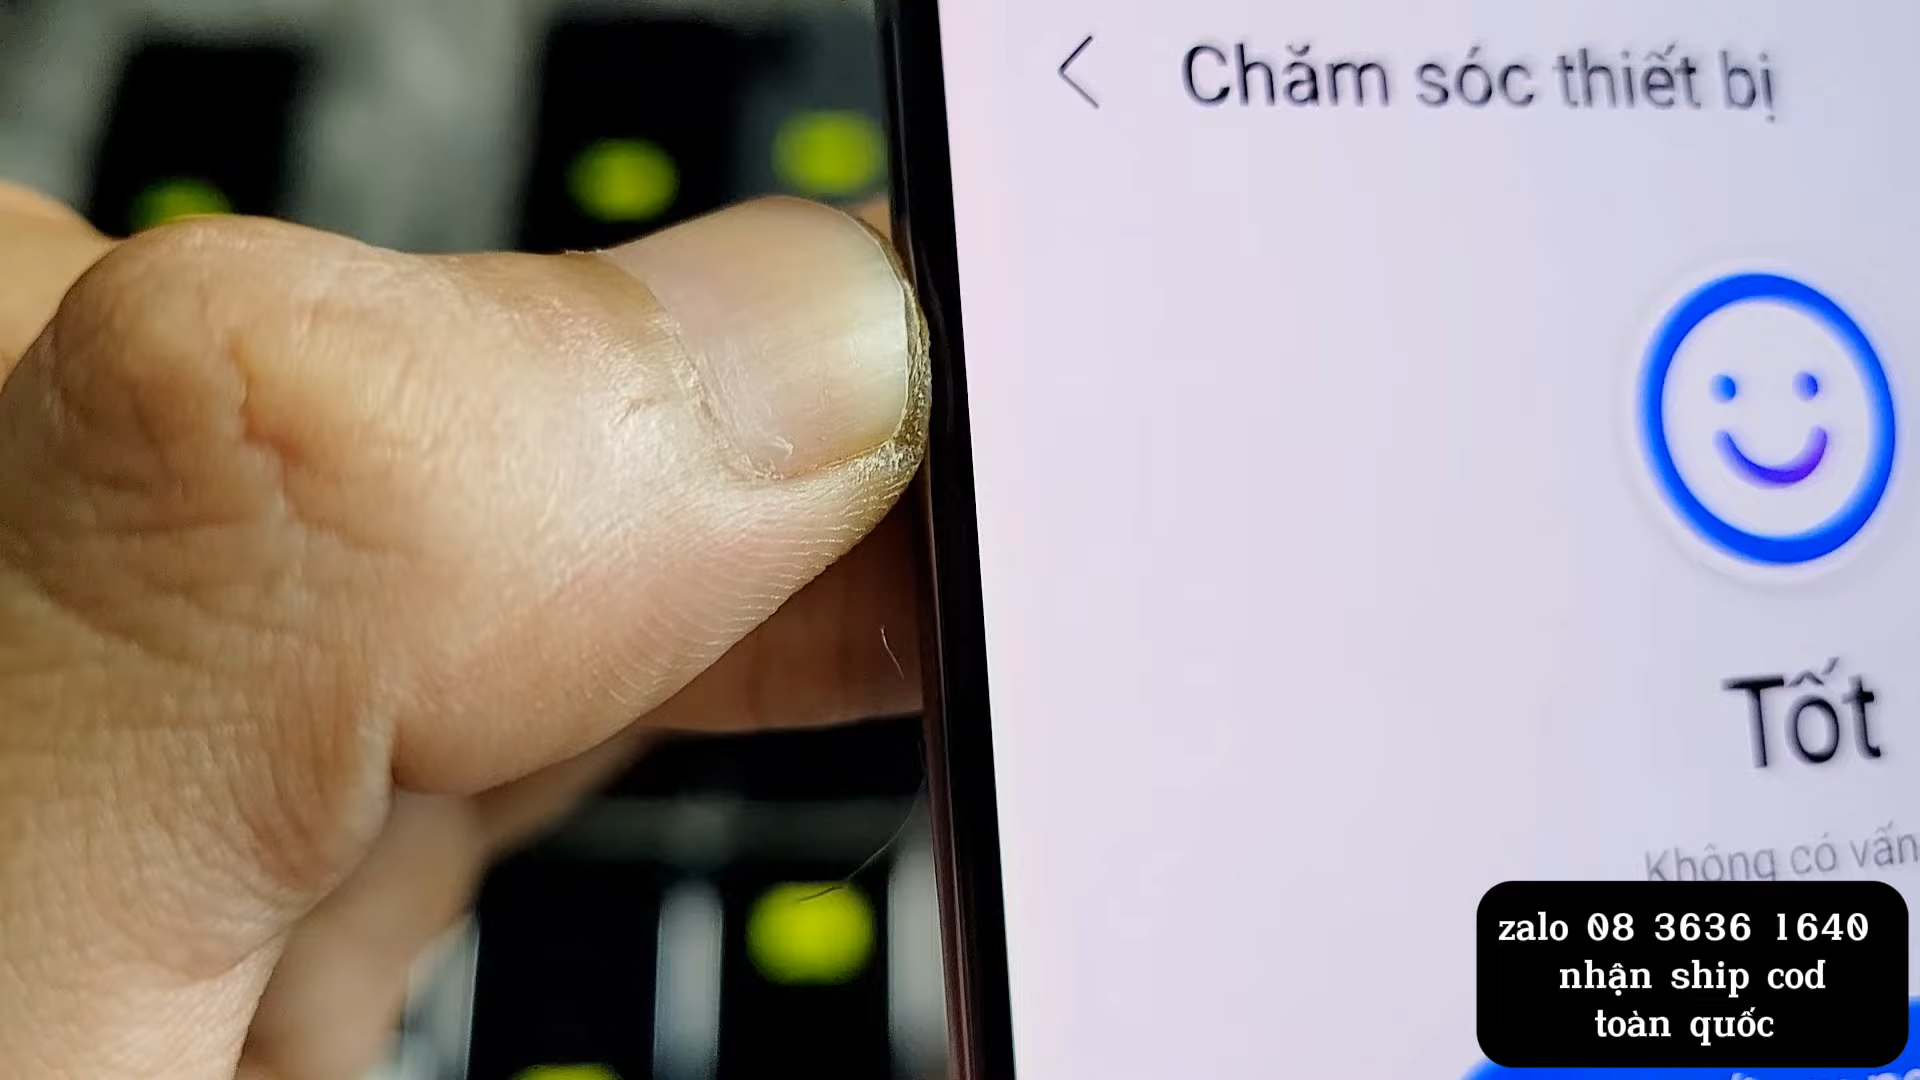 Chăm sóc thiết bị
Tốt
Không có vấn
zalo 08 3636 1640
nhận ship cod
toàn quốc